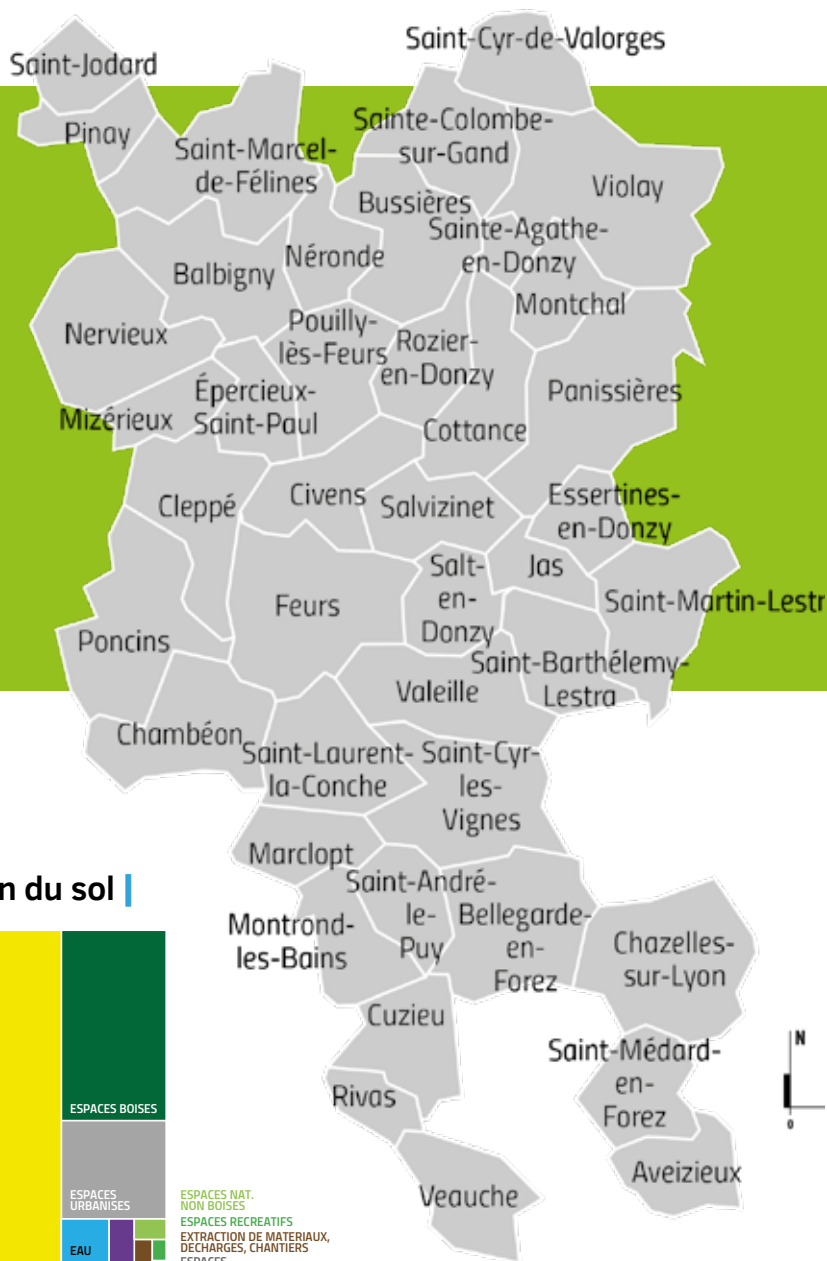 Saint-Cyr-de-Valorges
Saint-Jodard
Pinay
Sainte-Colombe-
sur-Gand
Saint-Marcel-
de-Félines
Violay
Bussières
Sainte-Agathe-
en-Donzy
Néronde
Balbigny
Montchal
Nervieux
Pouilly-
lès-Feurs
Rozier-
en-Donzy
Panissières
Épercieux-
Saint-Paul
Mizérieux
Cottance
Cleppé
Civens
Salvizinet
Essertines-
en-Donzy
Jas
Salt-
en-
Donzy
Feurs
Saint-Martin-Lestr
Poncins
Saint-Barthélemy-
Lestra
Valeille
Chambéon
Saint-Laurent-
la-Conche
Saint-Cyr-
les-
Vignes
Marclopt
n du sol |
Saint-André-
le-
Puy
Bellegarde-
en-
Forez
Montrond-
les-Bains
Chazelles-
sur-Lyon
Cuzieu
N
Saint-Médard-
en-
Forez
Rivas
0
ESPACES BOISES
Aveizieux
Veauche
ESPACES
URBANISES
ESPACES NAT.
NON BOISES
ESPACES RECREATIFS
EXTRACTION DE MATERIAUX,
DECHARGES, CHANTIERS
EAU
ESPACES